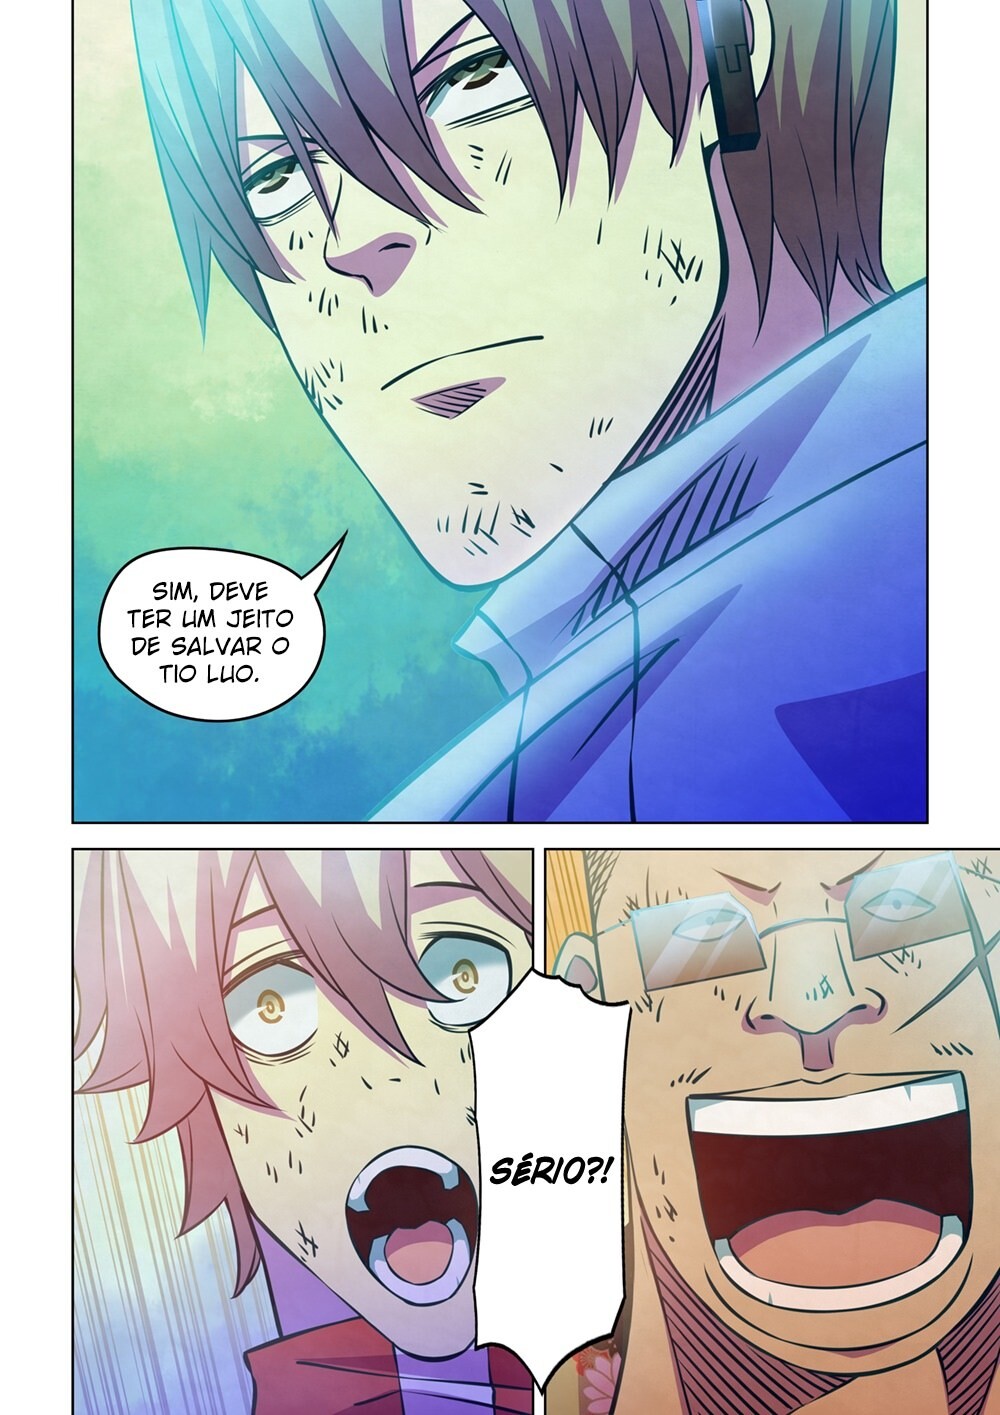 SIM, DEVE
TER UM JEITO
DE SALVAR O
TIO LUO.
SÉRIO?!